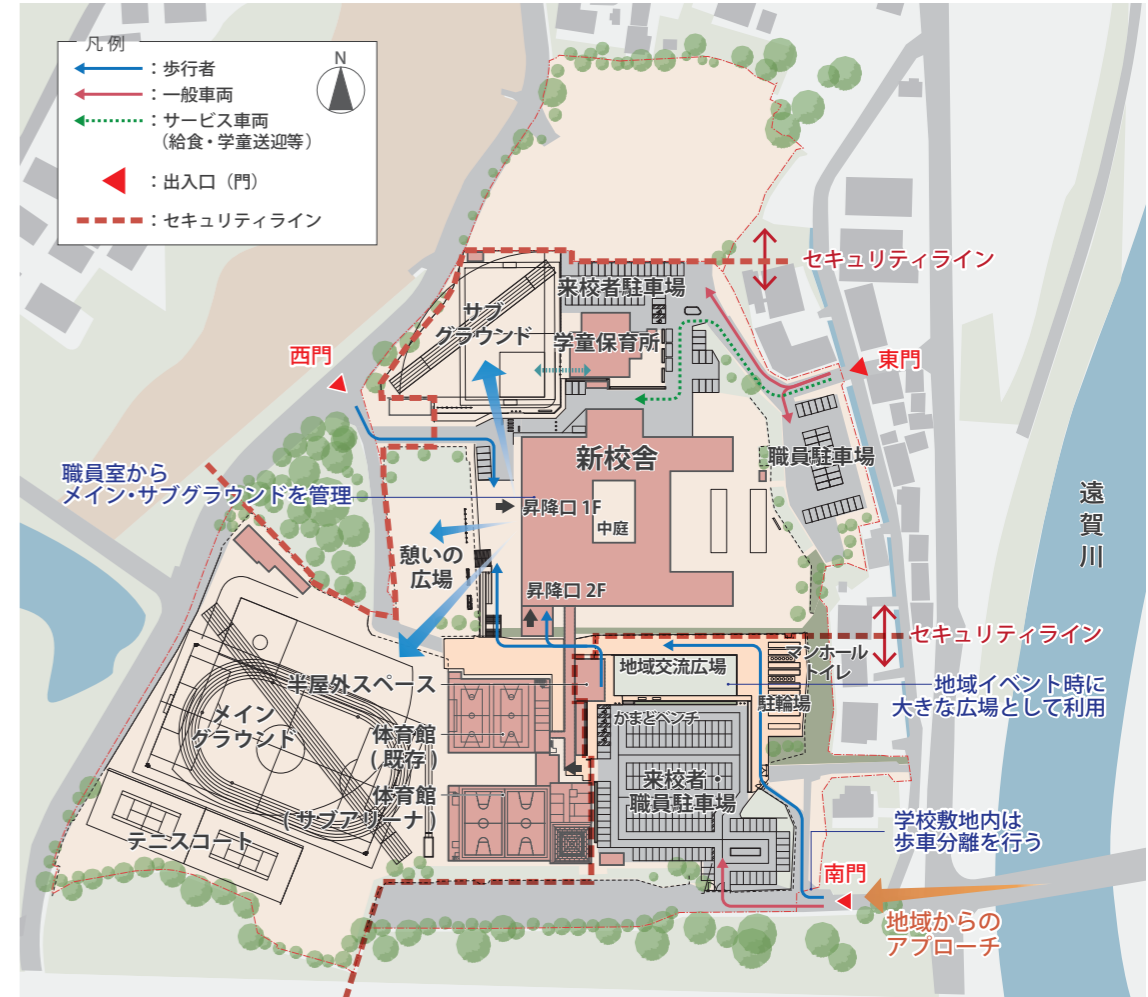 凡例
：歩行者
：一般車両
：サービス車両
(給食・学童送迎等)
：出入口（門）
：セキュリティライン
N
セキュリティライン
来校者駐車場
サブ
グラウンド
学童保育所
西門
東門
職員駐車場
新校舎
職員室から
メイン・サブグラウンドを管理
昇降口 1F
中庭
遠賀川
憩いの
広場
昇降口 2F
セキュリティライン
マンホール
トイレ
地域交流広場
半屋外スペース
地域イベント時に
大きな広場として利用
駐輪場
かまどベンチ
メイン
グラウンド
体育館
(既存)
来校者・
職員駐車場
体育館
(サブアリーナ)
テニスコート
学校敷地内は
歩車分離を行う
南門
地域からの
アプローチ